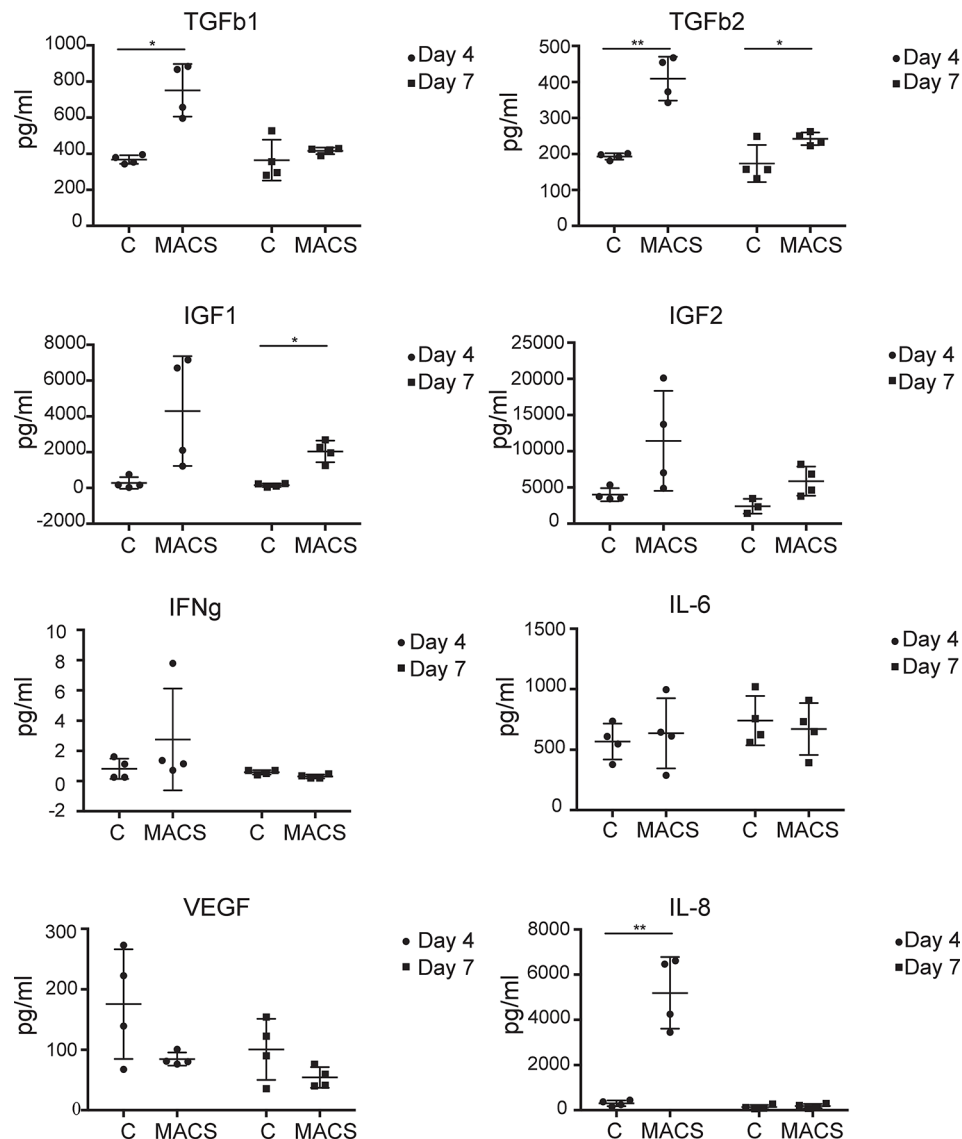 TGFb1
*
1000
800
600
400
200
0
pg/ml
C MACS C MACS
Day 4
Day 7
TGFb2
**
*
500
400
300
200
100
0
pg/ml
C MACS C MACS
Day 4
Day 7
IGF1
*
8000
6000
4000
2000
0
-2000
pg/ml
C MACS C MACS
Day 4
Day 7
IGF2
25000
20000
15000
10000
5000
0
pg/ml
C MACS C MACS
Day 4
Day 7
IFNg
10
8
6
4
2
0
-2
pg/ml
C MACS C MACS
Day 4
Day 7
IL-6
1500
1000
500
0
pg/ml
C MACS C MACS
Day 4
Day 7
VEGF
300
200
100
0
pg/ml
C MACS C MACS
Day 4
Day 7
IL-8
**
8000
6000
4000
2000
0
pg/ml
C MACS C MACS
Day 4
Day 7